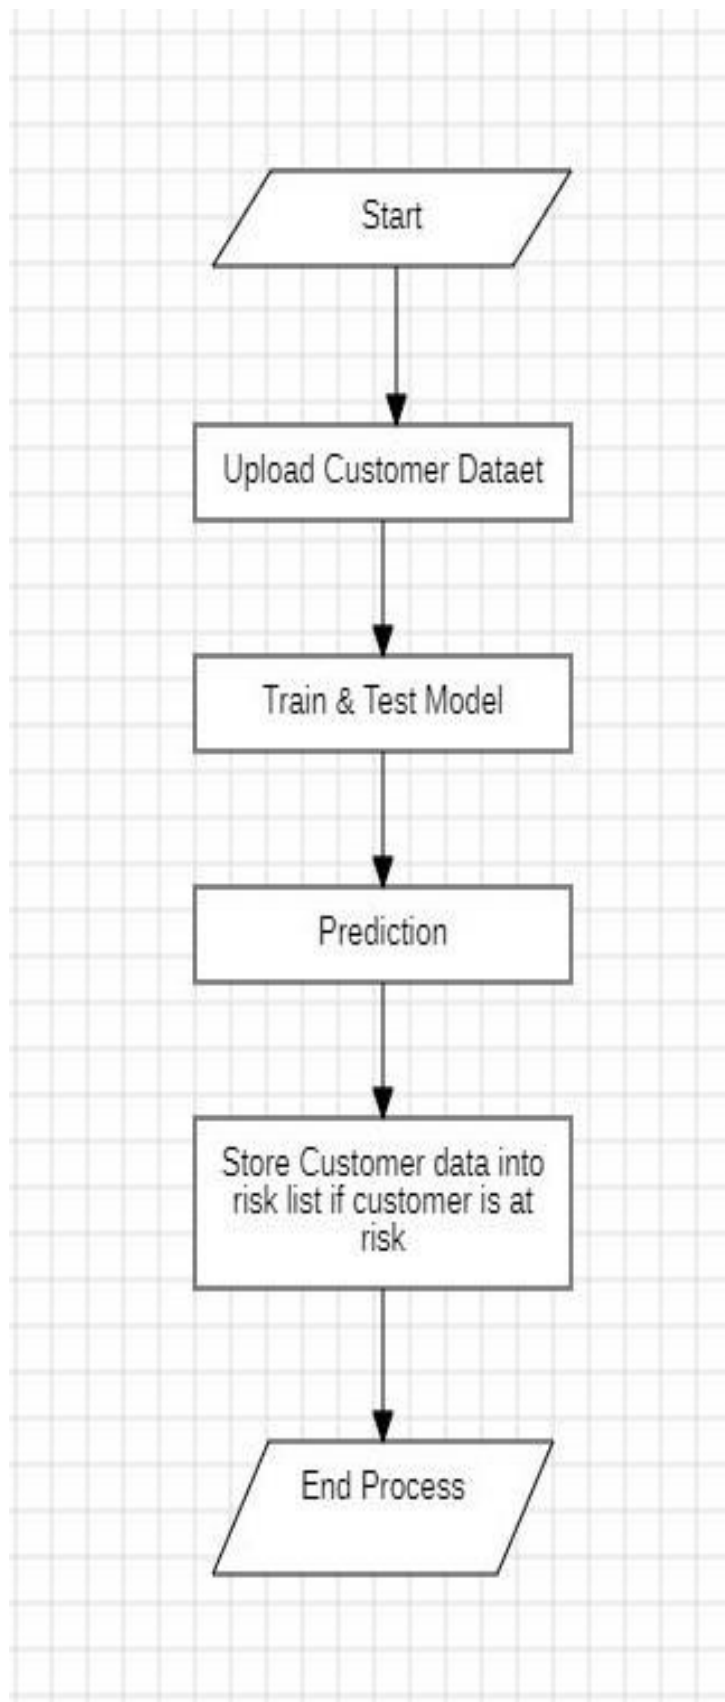 Start
Upload Customer Dataet
Train & Test Model
Prediction
Store Customer data into
risk list if customer is at
risk
End Process